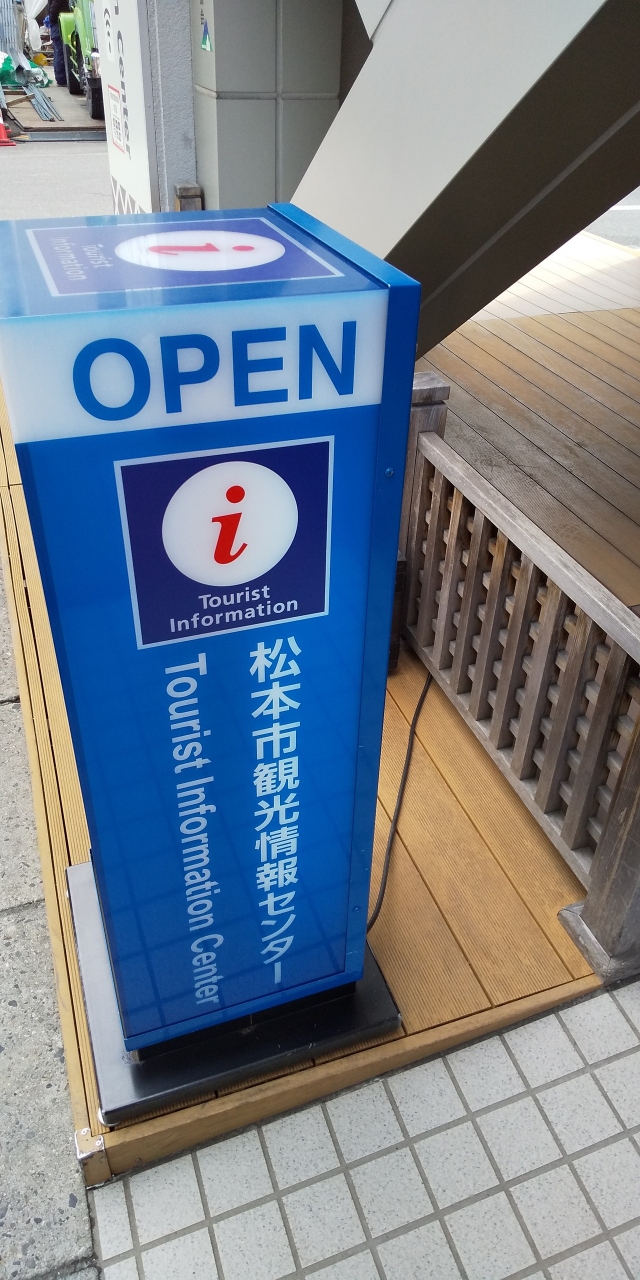 Center
Tourist
Information
OPEN
i
Tourist
Information
松本市観光情報センター
Tourist Information Center